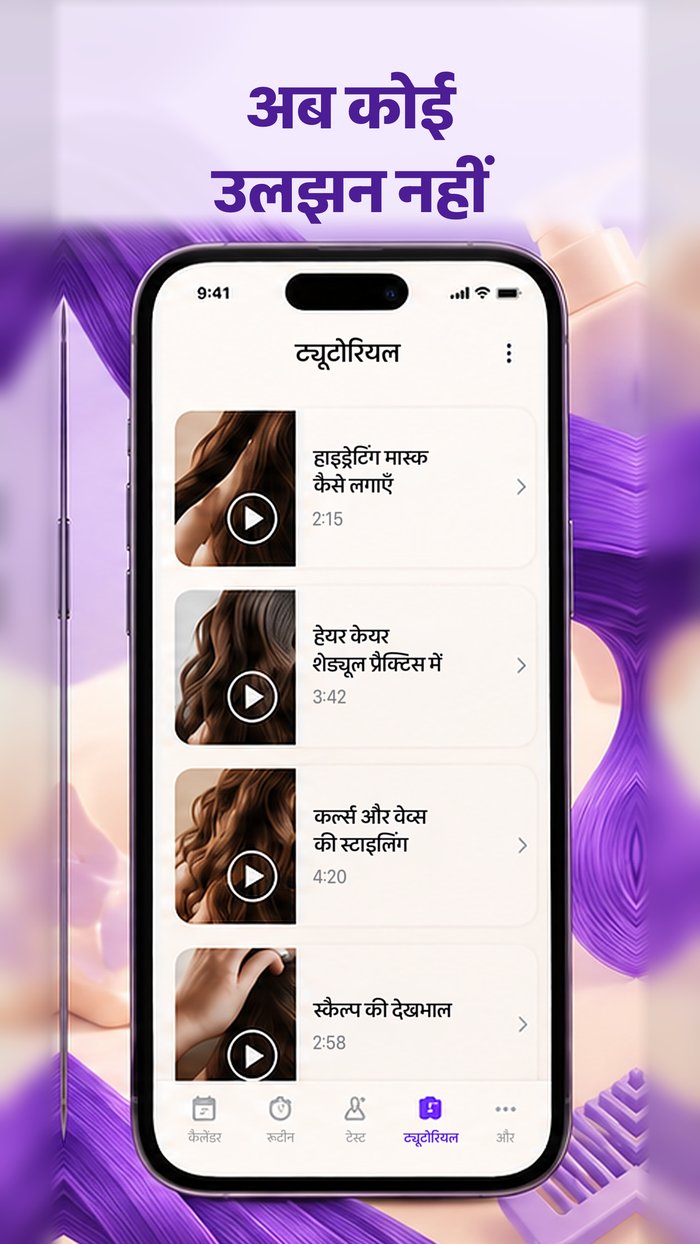 अब कोई
उलझन नहीं
9:41
ट्यूटोरियल
हाइड्रेटिंग मास्क
कैसे लगाएँ
2:15
हेयर केयर
शेड्यूल प्रैक्टिस में
3:42
कर्ल्स और वेव्स
की स्टाइलिंग
4:20
स्कैल्प की देखभाल
2:58
कैलेंडर
रूटीन
टेस्ट
ट्यूटोरियल
और